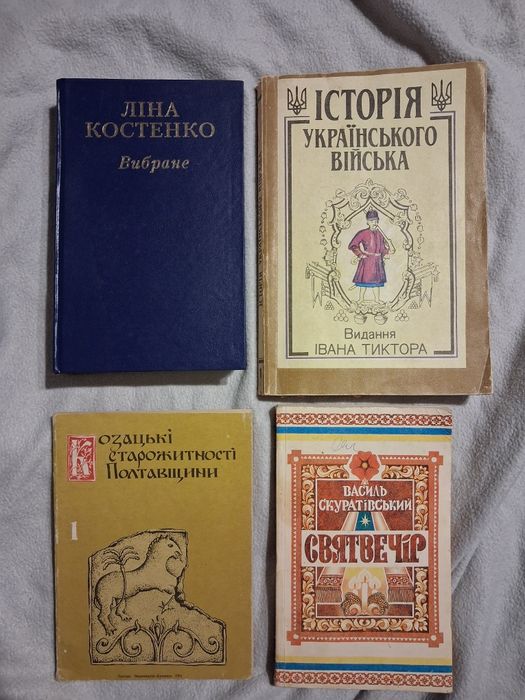 ЛІНА
КОСТЕНКО
Вибране
ІСТОРІЯ
УКРАЇНСЬКОГО
ВІЙСЬКА
Видання
ІВАНА ТИКТОРА
Козацькі
старожитності
Полтавщини
1
ВАСИЛЬ
СКУРАТІВСЬКИЙ
СВЯТВЕЧІР